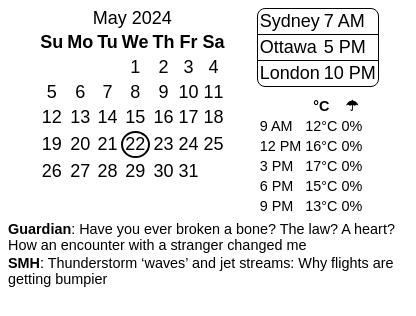 May 2024
Su Mo Tu We Th Fr Sa
1 2 3 4
5 6 7 8 9 10 11
12 13 14 15 16 17 18
19 20 21 22 23 24 25
26 27 28 29 30 31
Sydney 7 AM
Ottawa 5 PM
London 10 PM
°C ☂
9 AM 12°C 0%
12 PM 16°C 0%
3 PM 17°C 0%
6 PM 15°C 0%
9 PM 13°C 0%
Guardian: Have you ever broken a bone? The law? A heart?
How an encounter with a stranger changed me
SMH: Thunderstorm ‘waves’ and jet streams: Why flights are
getting bumpier